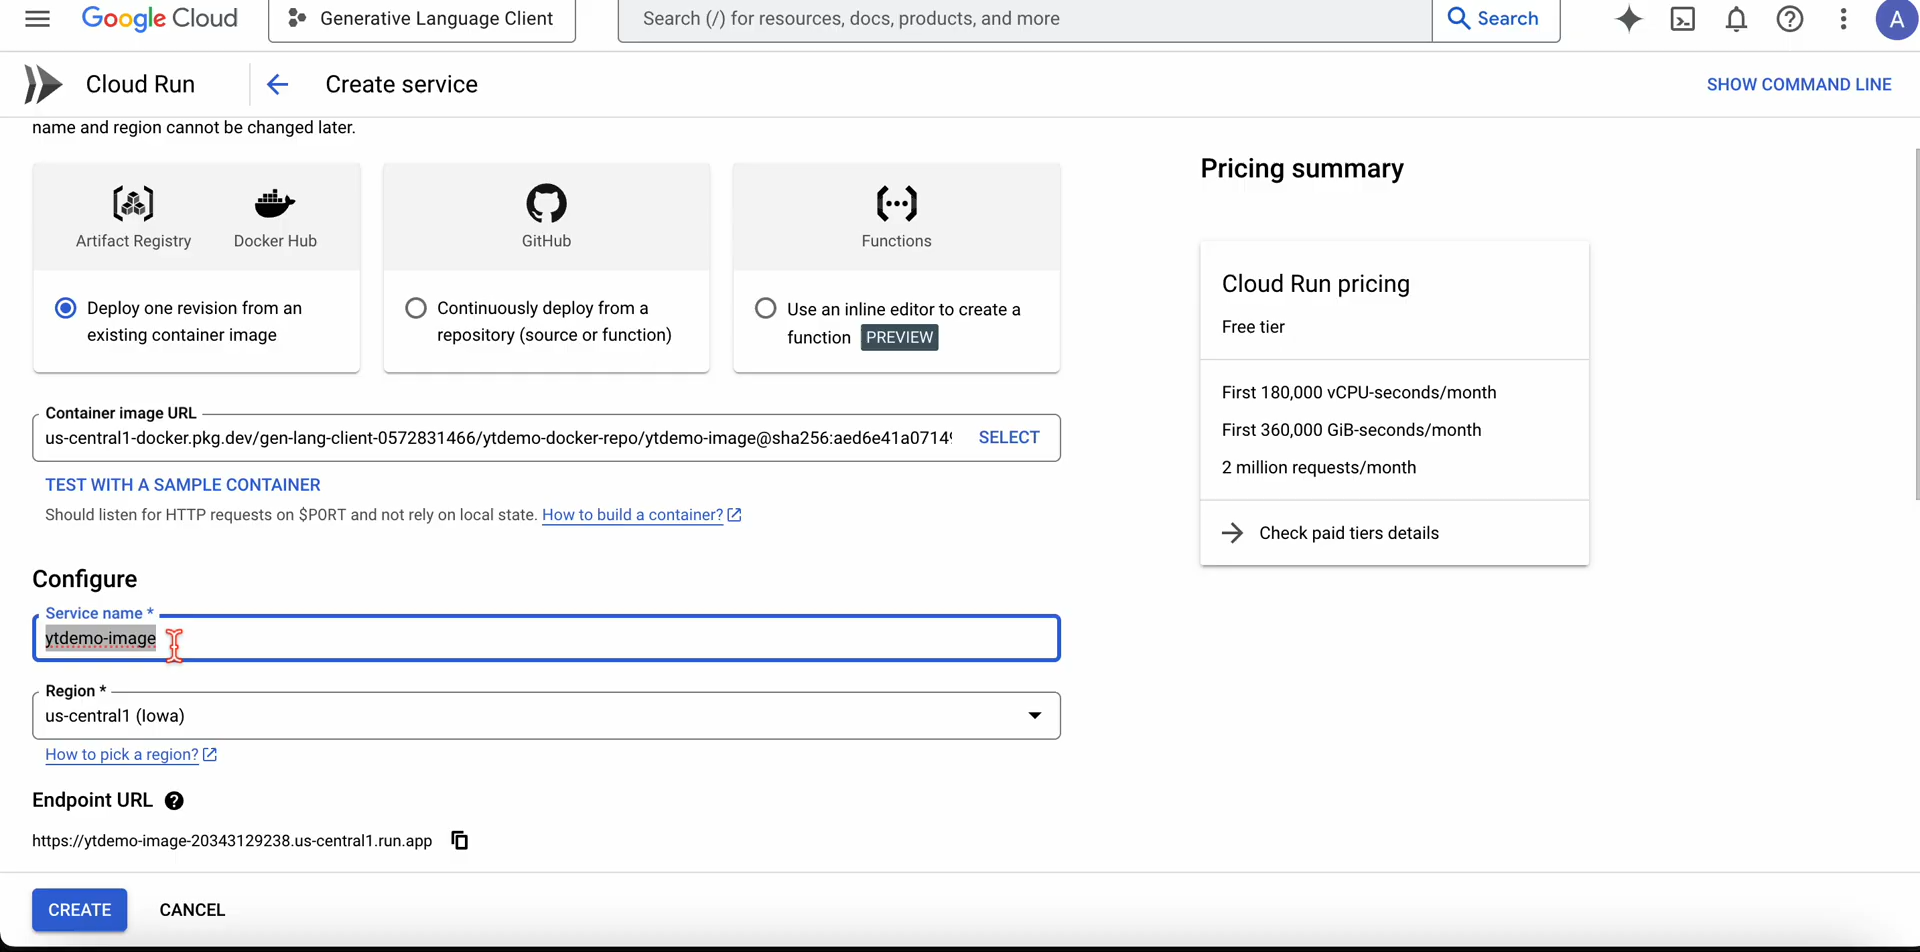 Google Cloud
Generative Language Client
Search (/) for resources, docs, products, and more
Search
A
Cloud Run
Create service
SHOW COMMAND LINE
name and region cannot be changed later.
Artifact Registry
Docker Hub
GitHub
Functions
Deploy one revision from an
existing container image
Continuously deploy from a
repository (source or function)
Use an inline editor to create a
function PREVIEW
Container image URL
us-central1-docker.pkg.dev/gen-lang-client-0572831466/ytdemo-docker-repo/ytdemo-image@sha256:aed6e41a0714
SELECT
TEST WITH A SAMPLE CONTAINER
Should listen for HTTP requests on $PORT and not rely on local state. How to build a container?
Configure
Service name *
ytdemo-image
Region *
us-central1 (Iowa)
How to pick a region?
Endpoint URL
https://ytdemo-image-20343129238.us-central1.run.app
CREATE
CANCEL
Pricing summary
Cloud Run pricing
Free tier
First 180,000 vCPU-seconds/month
First 360,000 GiB-seconds/month
2 million requests/month
Check paid tiers details